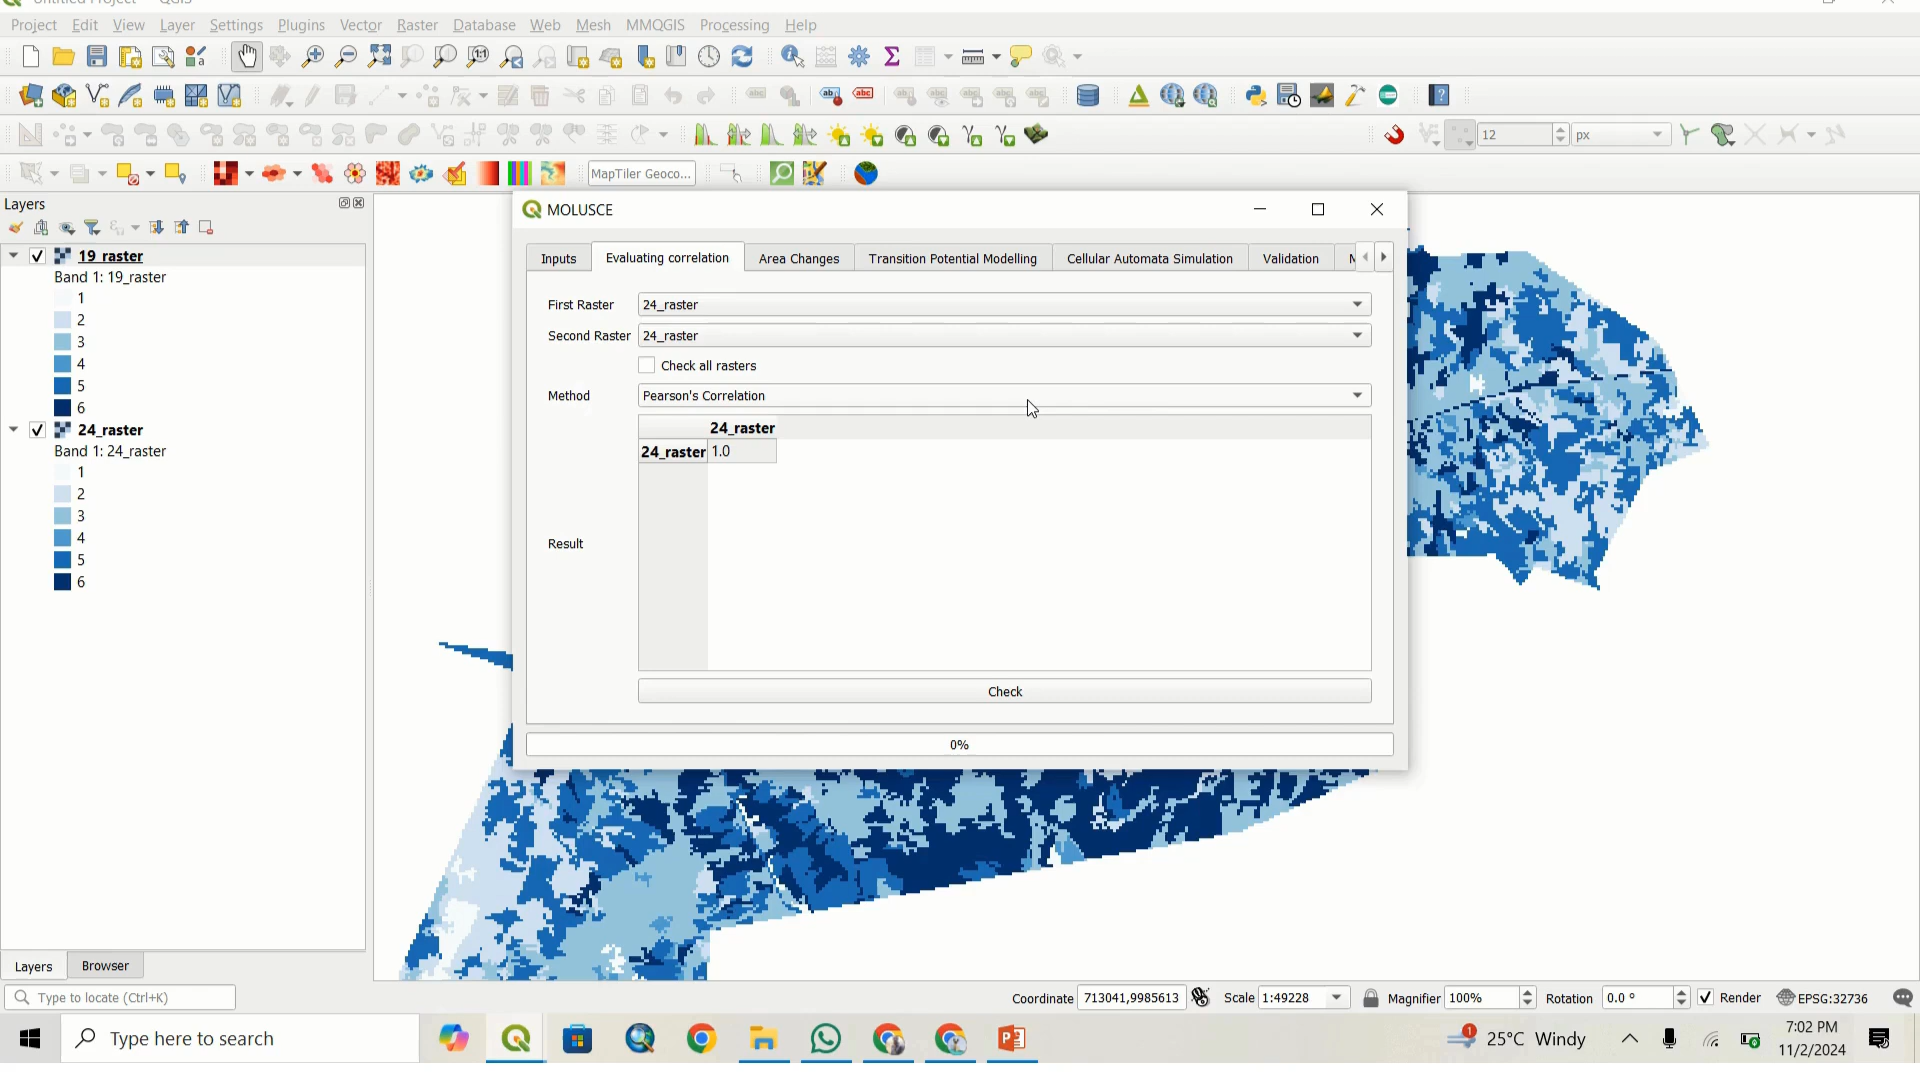 Untitled Project - QGIS
Project Edit View Layer Settings Plugins Vector Raster Database Web Mesh MMQGIS Processing Help
12 px
MapTiler Geoco...
Layers
19_raster
Band 1: 19_raster
1
2
3
4
5
6
24_raster
Band 1: 24_raster
1
2
3
4
5
6
MOLUSCE
Inputs Evaluating correlation Area Changes Transition Potential Modelling Cellular Automata Simulation Validation
First Raster 24_raster
Second Raster 24_raster
Check all rasters
Method Pearson's Correlation
24_raster
24_raster 1.0
Result
Check
0%
Layers Browser
Type to locate (Ctrl+K) Coordinate 713041,9985613 Scale 1:49228 Magnifier 100% Rotation 0.0 ° Render EPSG:32736
Type here to search 1 25°C Windy 7:02 PM
11/2/2024